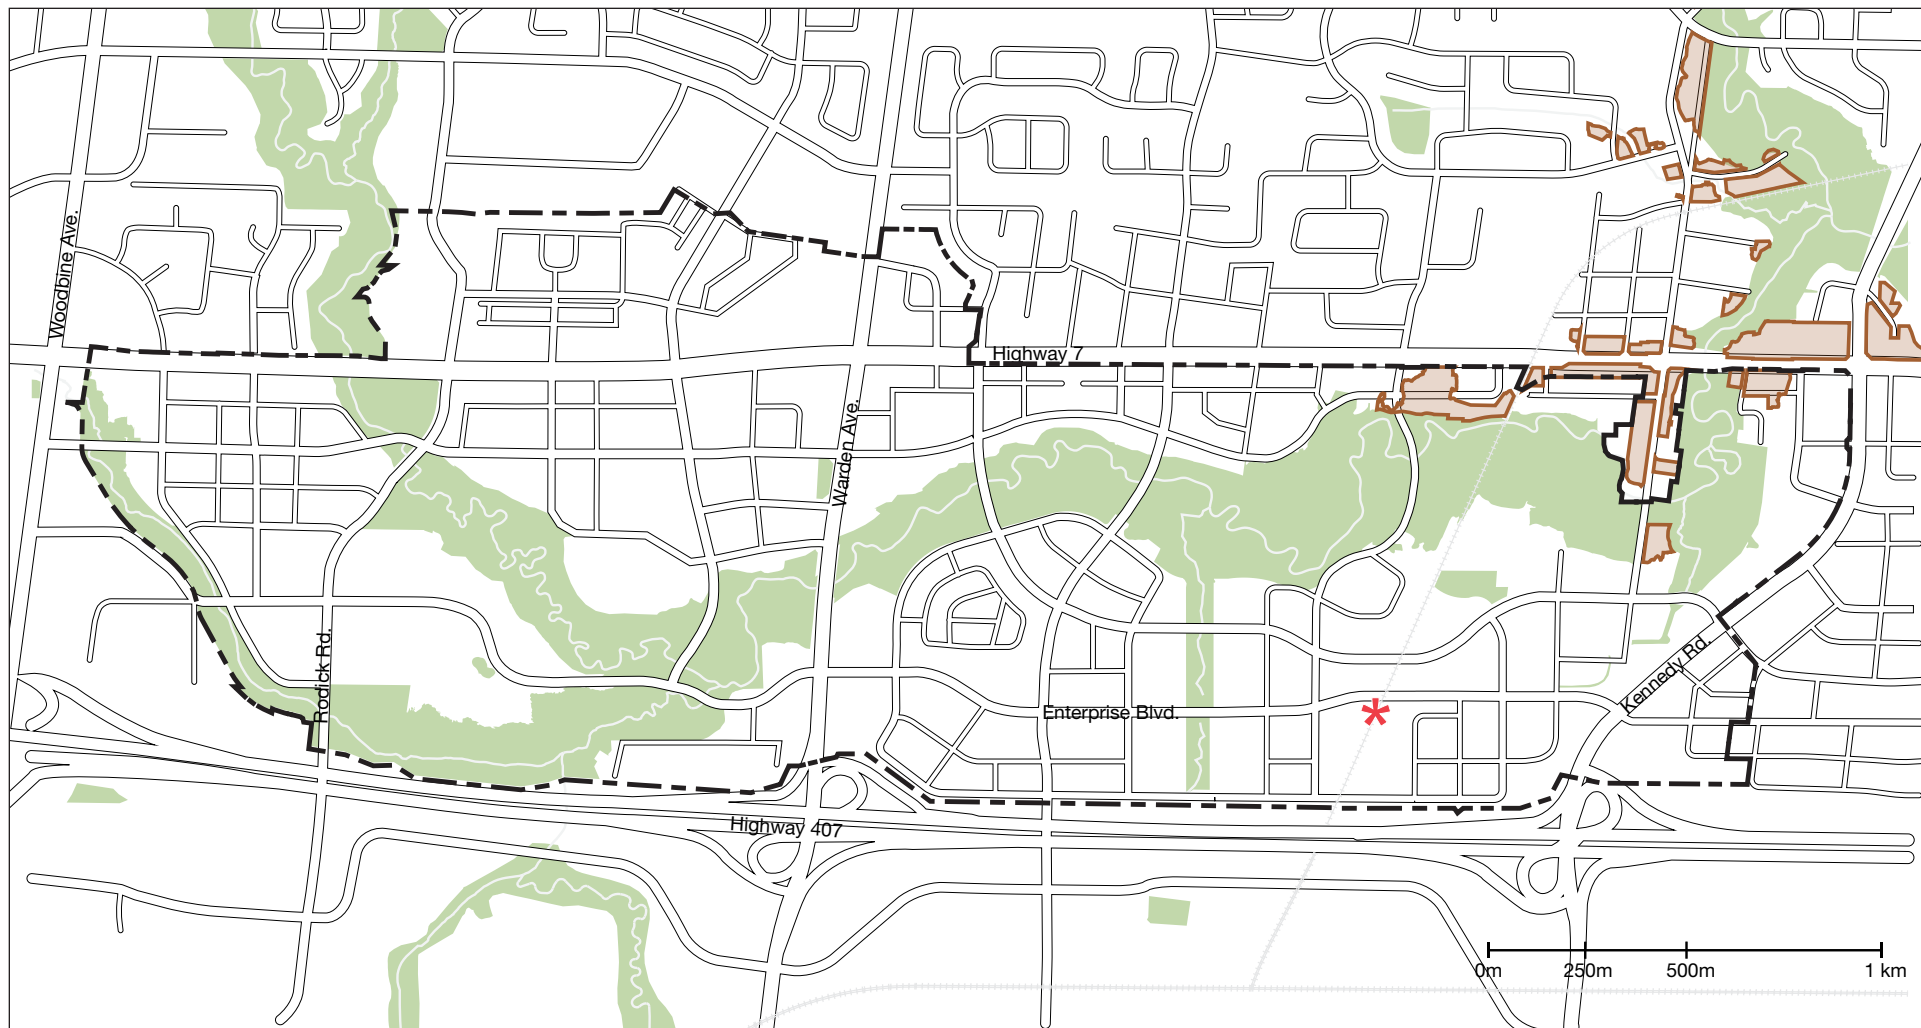 Woodbine Ave.
Highway 7
Warden Ave.
Rodick Rd.
Kennedy Rd.
Enterprise Blvd.
*
Highway 407
0m 250m 500m 1 km